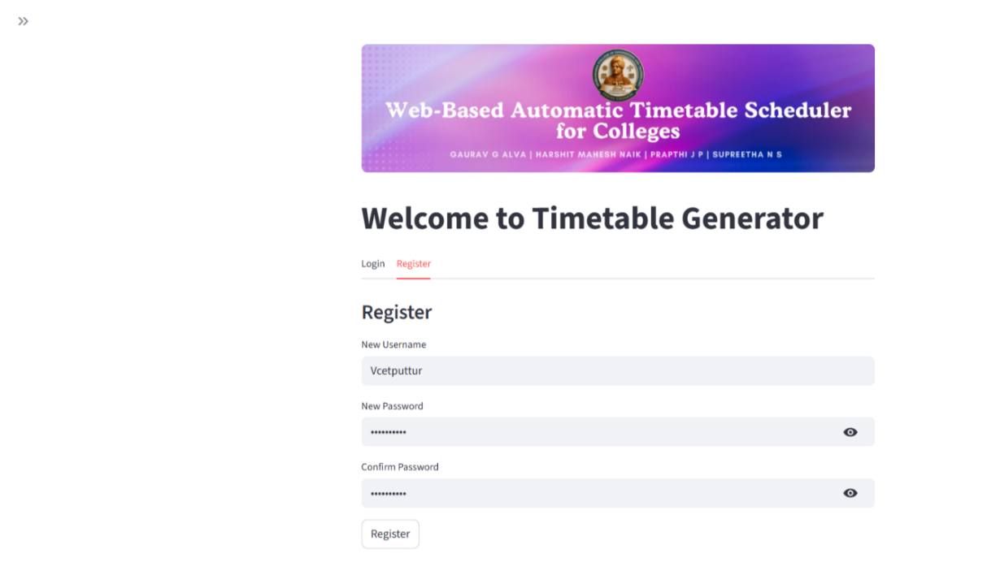 Web-Based Automatic Timetable Scheduler
for Colleges
GAURAV G ALVA | HARSHIT MAHESH NAIK | PRAPTHI J P | SUPREETHA N S
Welcome to Timetable Generator
Login Register
Register
New Username
Vcetputtur
New Password
••••••••••
Confirm Password
••••••••••
Register